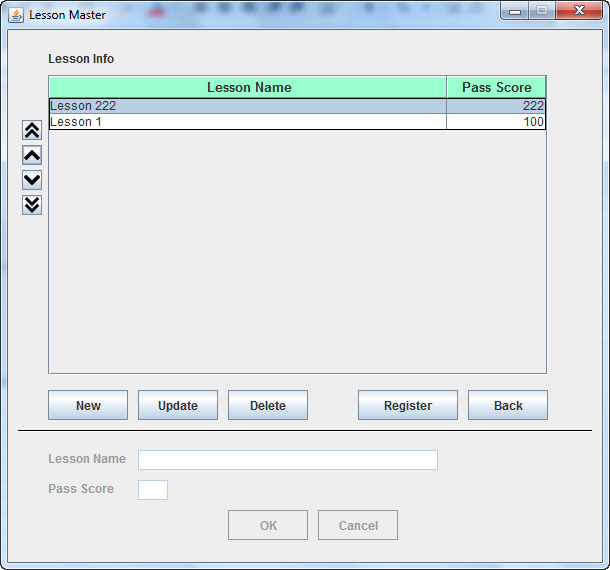 Lesson Master
Lesson Info
Lesson Name Pass Score
Lesson 222 222
Lesson 1 100
New Update Delete Register Back
Lesson Name
Pass Score
OK Cancel